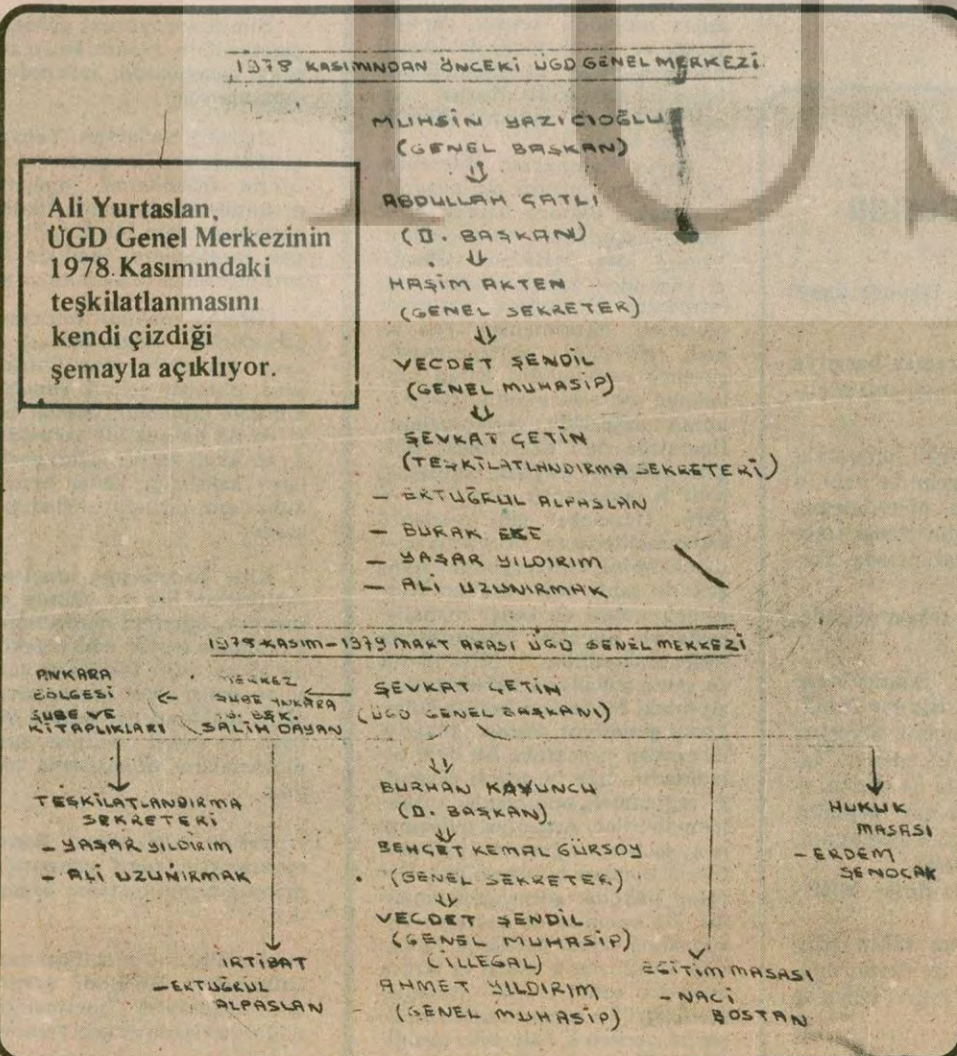 1978 KASIMINDAN ÖNCEKİ ÜGD GENEL MERKEZİ
MUHSİN YAZICIOĞLU
(GENEL BAŞKAN)
Ali Yurtaslan,
ÜGD Genel Merkezinin
1978 Kasımındaki
teşkilatlanmasını
kendi çizdiği
şemayla açıklıyor.
ABDULLAH ÇATLI
(II. BAŞKAN)
HAŞİM AKTEN
(GENEL SEKRETER)
VECDET ŞENDİL
(GENEL MUHASİP)
ŞEVKAT ÇETİN
(TEŞKİLATLANDIRMA SEKRETERİ)
- ERTUĞRUL ALPASLAN
- BURAK EKE
- YAŞAR YILDIRIM
- ALİ UZUNIRMAK
1978 KASIM-1979 MART ARASI ÜGD GENEL MERKEZİ
ANKARA
BÖLGESİ
ŞUBE VE
KİTAPLIKLARI
MERKEZ
ŞUBE ANKARA
BŞK.
SALİH DAYAN
ŞEVKAT ÇETİN
(ÜGD GENEL BAŞKANI)
TEŞKİLATLANDIRMA
SEKRETERİ
- YAŞAR YILDIRIM
- ALİ UZUNIRMAK
İRTİBAT
- ERTUĞRUL
ALPASLAN
BURHAN KAVUNCU
(II. BAŞKAN)
BEHÇET KEMAL GÜRSOY
(GENEL SEKRETER)
VECDET ŞENDİL
(GENEL MUHASİP)
(İLLEGAL)
AHMET YILDIRIM
(GENEL MUHASİP)
EĞİTİM MASASI
- NACİ
BOSTAN
HUKUK
MASASI
- ERDEM
ŞENOCAK